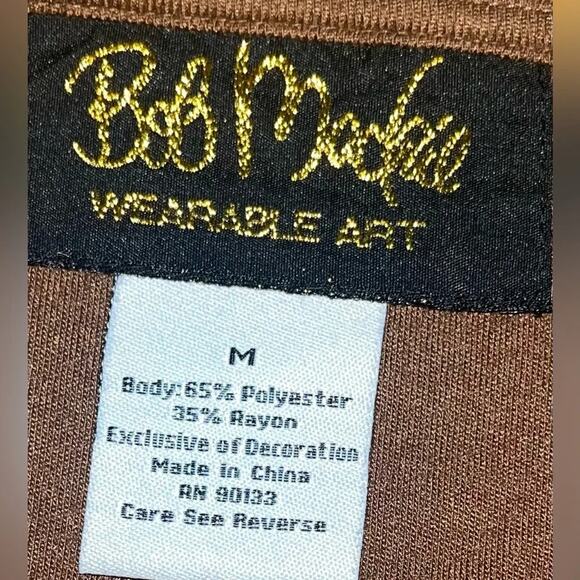 Bob Mackie
WEARABLE ART
M
Body:65% Polyester
35% Rayon
Exclusive of Decoration
Made in China
RN 90133
Care See Reverse